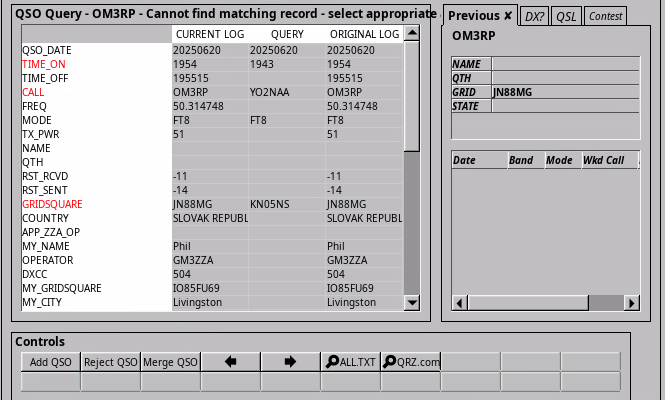 QSO Query - OM3RP - Cannot find matching record - select appropriate
CURRENT LOG QUERY ORIGINAL LOG
QSO_DATE 20250620 20250620 20250620
TIME_ON 1954 1943 1954
TIME_OFF 195515 195515
CALL OM3RP YO2NAA OM3RP
FREQ 50.314748 50.314748
MODE FT8 FT8 FT8
TX_PWR 51 51
NAME
QTH
RST_RCVD -11 -11
RST_SENT -14 -14
GRIDSQUARE JN88MG KN05NS JN88MG
COUNTRY SLOVAK REPUBL SLOVAK REPUBL
APP_ZZA_OP
MY_NAME Phil Phil
OPERATOR GM3ZZA GM3ZZA
DXCC 504 504
MY_GRIDSQUARE IO85FU69 IO85FU69
MY_CITY Livingston Livingston
Previous ✘ DX? QSL Contest
OM3RP
NAME
QTH
GRID JN88MG
STATE
Date Band Mode Wkd Call
Controls
Add QSO Reject QSO Merge QSO ALL.TXT QRZ.com